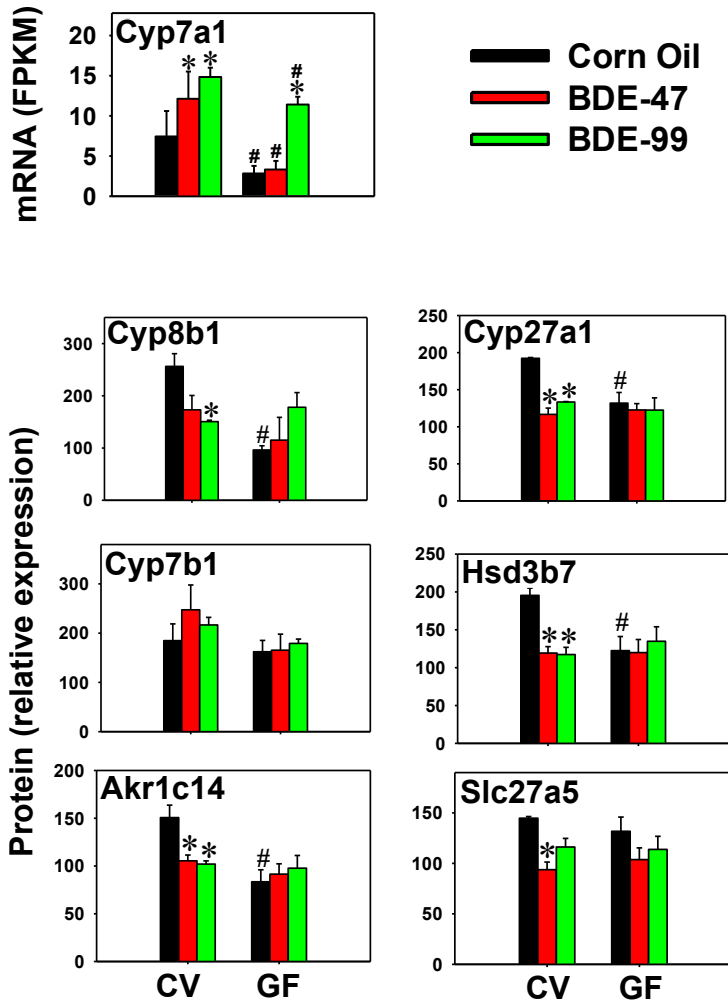 Cyp7a1
mRNA (FPKM)
20
15
10
5
0
* *
# # # *
Corn Oil
BDE-47
BDE-99
Protein (relative expression)
Cyp8b1
300
200
100
0
*
#
Cyp27a1
250
200
150
100
50
0
* *
#
Cyp7b1
300
200
100
0
Hsd3b7
250
200
150
100
50
0
* *
#
Akr1c14
200
150
100
50
0
* *
#
CV GF
Slc27a5
150
100
50
0
*
CV GF